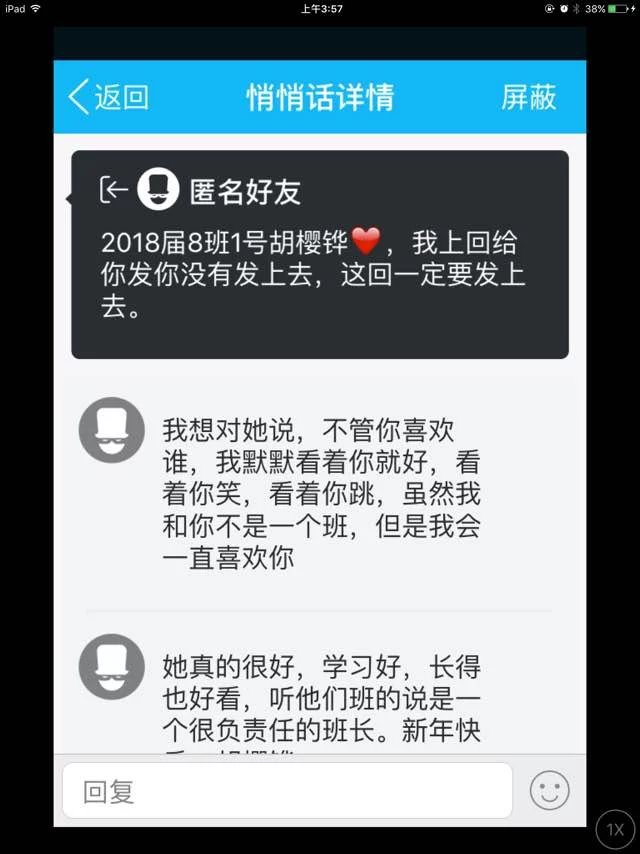 iPad 上午3:57 38%
返回 悄悄话详情 屏蔽
匿名好友
2018届8班1号胡樱铧❤️，我上回给
你发你没有发上去，这回一定要发上
去。
我想对她说，不管你喜欢
谁，我默默看着你就好，看
着你笑，看着你跳，虽然我
和你不是一个班，但是我会
一直喜欢你
她真的很好，学习好，长得
也好看，听他们班的说是一
个很负责任的班长。新年快
回复
1X